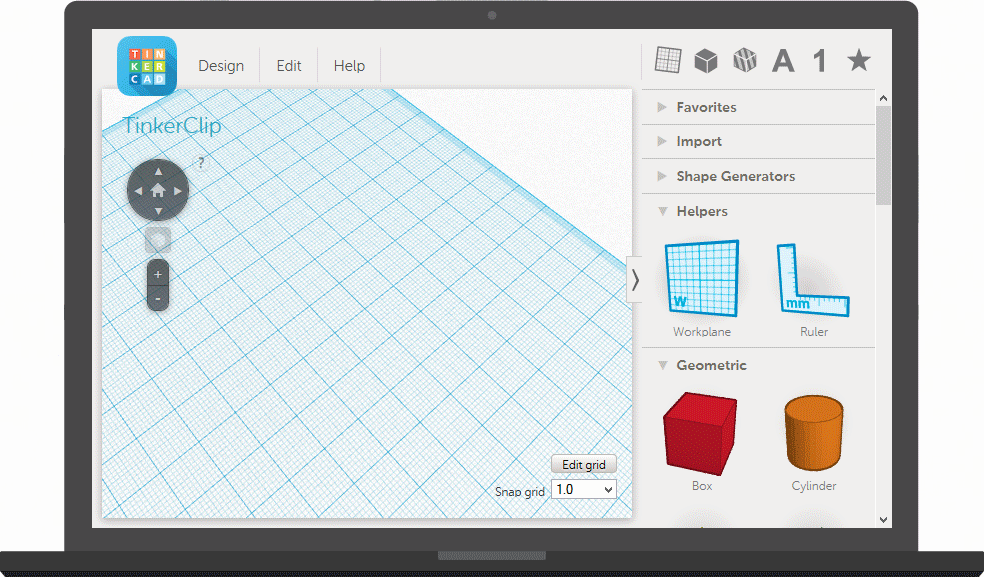 TIN
KER
CAD
Design
Edit
Help
A 1
TinkerClip
?
+
-
Edit grid
Snap grid 1.0
Favorites
Import
Shape Generators
Helpers
W
mm
Workplane
Ruler
Geometric
Box
Cylinder